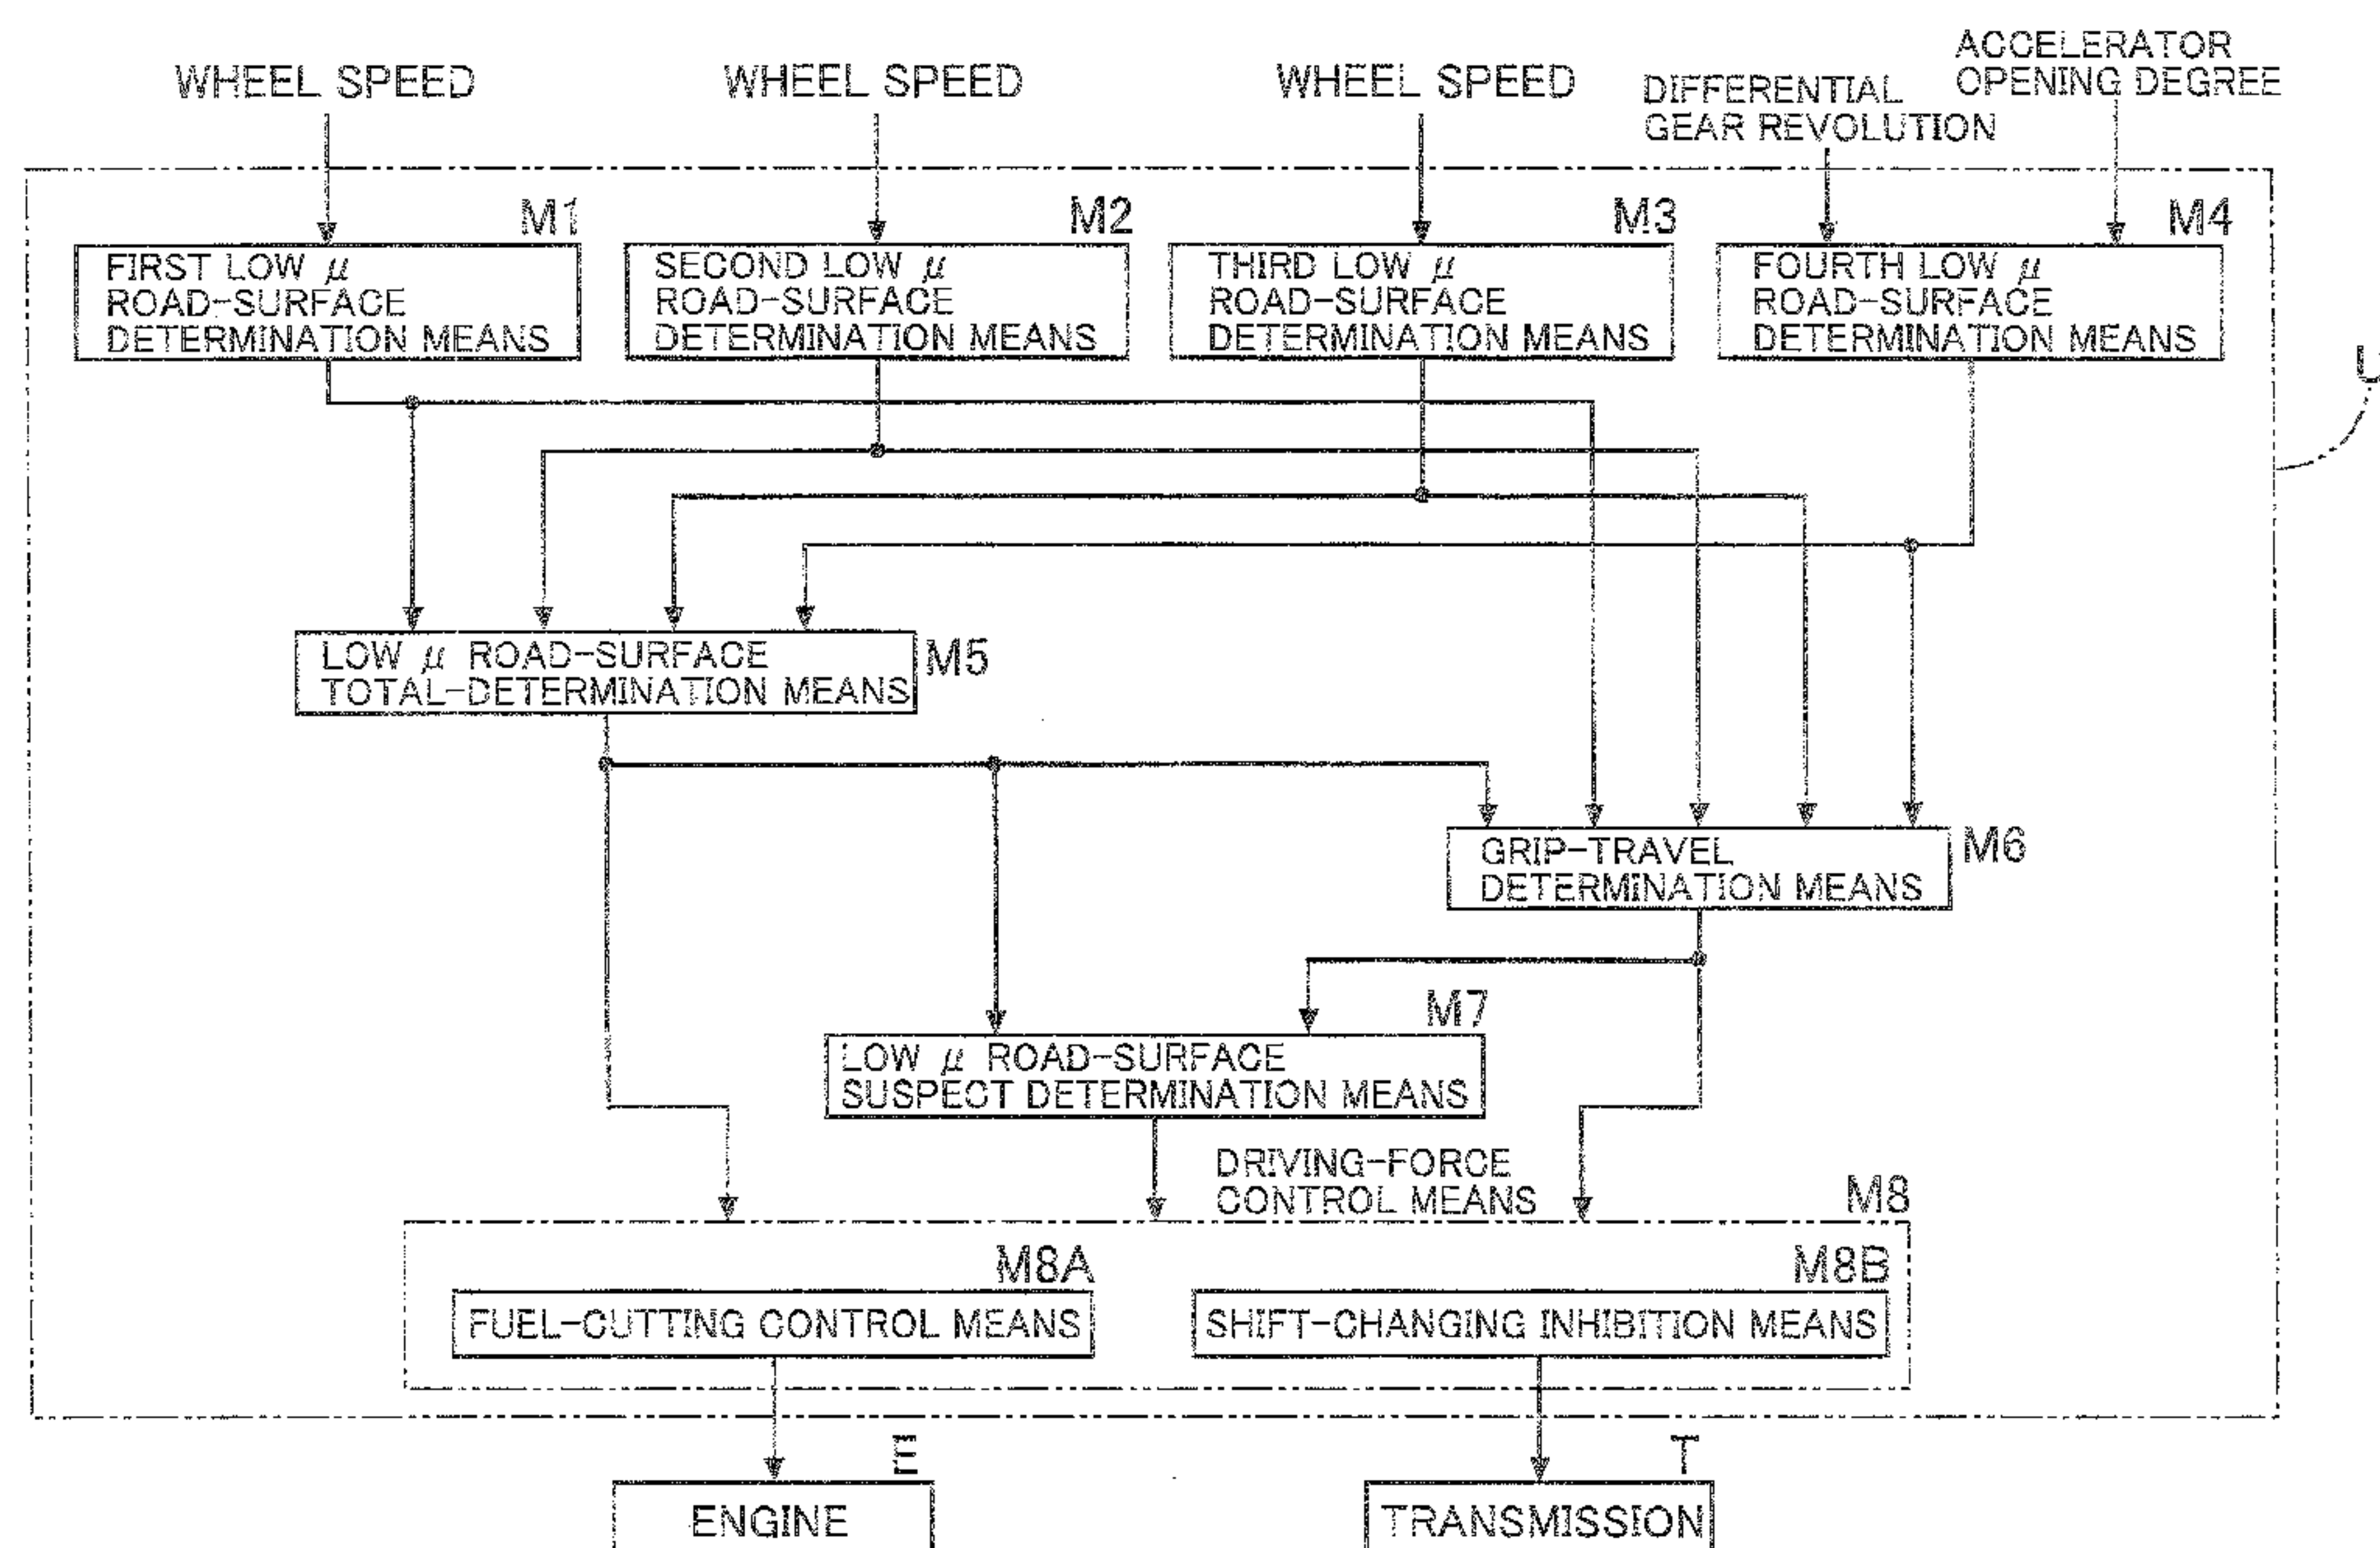 WHEEL SPEED
WHEEL SPEED
WHEEL SPEED
DIFFERENTIAL
GEAR REVOLUTION
ACCELERATOR
OPENING DEGREE
M1
M2
M3
M4
FIRST LOW μ
ROAD-SURFACE
DETERMINATION MEANS
SECOND LOW μ
ROAD-SURFACE
DETERMINATION MEANS
THIRD LOW μ
ROAD-SURFACE
DETERMINATION MEANS
FOURTH LOW μ
ROAD-SURFACE
DETERMINATION MEANS
U
LOW μ ROAD-SURFACE
TOTAL-DETERMINATION MEANS
M5
GRIP-TRAVEL
DETERMINATION MEANS
M6
M7
LOW μ ROAD-SURFACE
SUSPECT DETERMINATION MEANS
DRIVING-FORCE
CONTROL MEANS
M8
M8A
M8B
FUEL-CUTTING CONTROL MEANS
SHIFT-CHANGING INHIBITION MEANS
E
T
ENGINE
TRANSMISSION